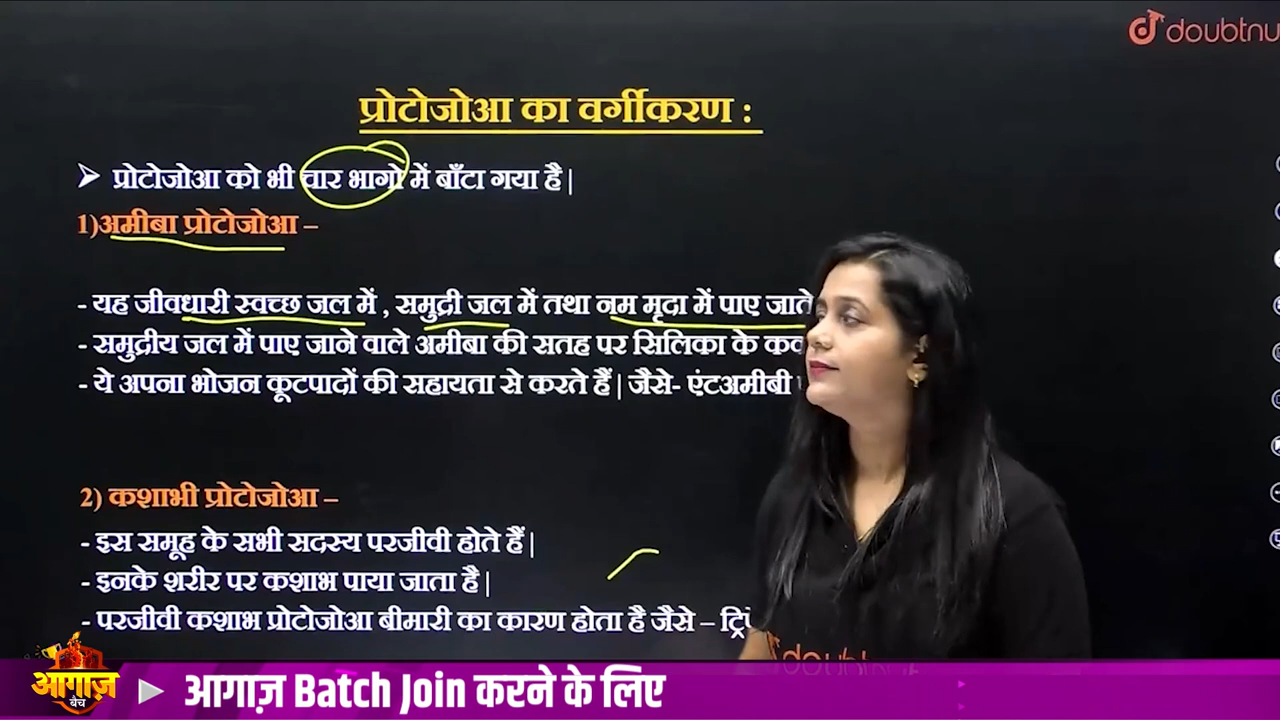 doubtnu
प्रोटोजोआ का वर्गीकरण :
➤ प्रोटोजोआ को भी चार भागो में बाँटा गया है |
1)अमीबा प्रोटोजोआ –
- यह जीवधारी स्वच्छ जल में , समुद्री जल में तथा नम मृदा में पाए जाते
- समुद्रीय जल में पाए जाने वाले अमीबा की सतह पर सिलिका के
- ये अपना भोजन कूटपादों की सहायता से करते हैं | जैसे- एंटअमीबी
2) कशाभी प्रोटोजोआ –
- इस समूह के सभी सदस्य परजीवी होते हैं |
- इनके शरीर पर कशाभ पाया जाता है |
- परजीवी कशाभ प्रोटोजोआ बीमारी का कारण होता है जैसे –
doubtnut
आगाज़
बैच
आगाज़ Batch Join करने के लिए